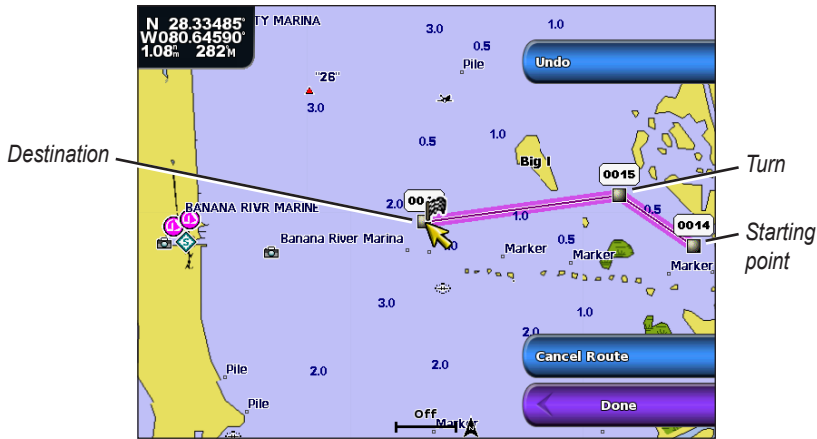 N 28.33485°
W080.64590°
1.08nm 282°M
TY MARINA
3.0
1.0
0.5
Pile
Undo
"26"
3.0
0.5
1.0
Big I
Destination
Turn
0015
2.0
BANANA RIVR MARINE
1.0
0.5
0014
Starting
point
Banana River Marina
Marker
0.5
Marker
Marker
3.0
1.0
2.0
Pile
2.0
2.0
Cancel Route
Pile
Off
Marker
Done